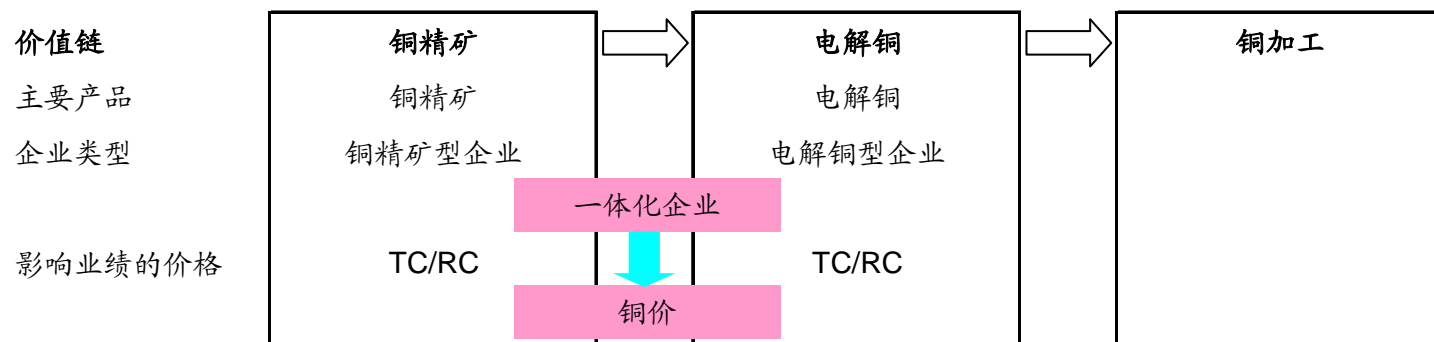 价值链 铜精矿 电解铜 铜加工
主要产品 铜精矿 电解铜
企业类型 铜精矿型企业 电解铜型企业
一体化企业
影响业绩的价格 TC/RC TC/RC
铜价